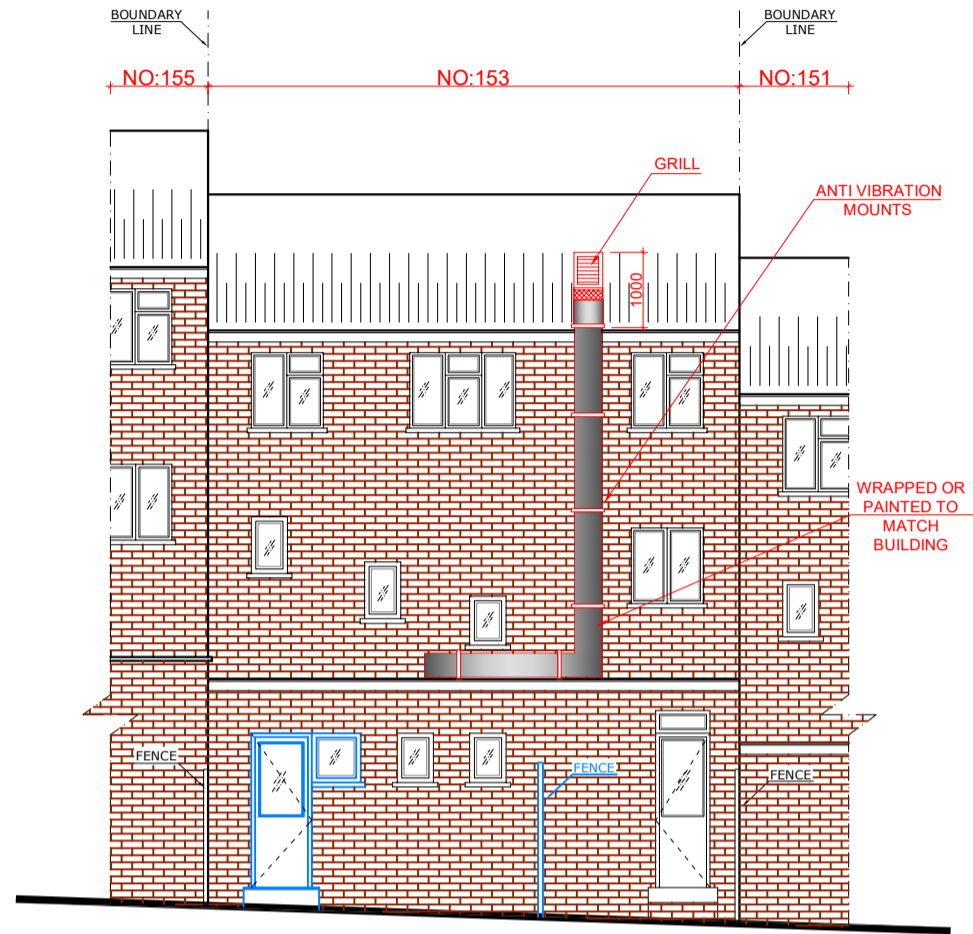 BOUNDARY
LINE
BOUNDARY
LINE
NO:155
NO:153
NO:151
GRILL
ANTI VIBRATION
MOUNTS
1000
WRAPPED OR
PAINTED TO
MATCH
BUILDING
FENCE
FENCE
FENCE